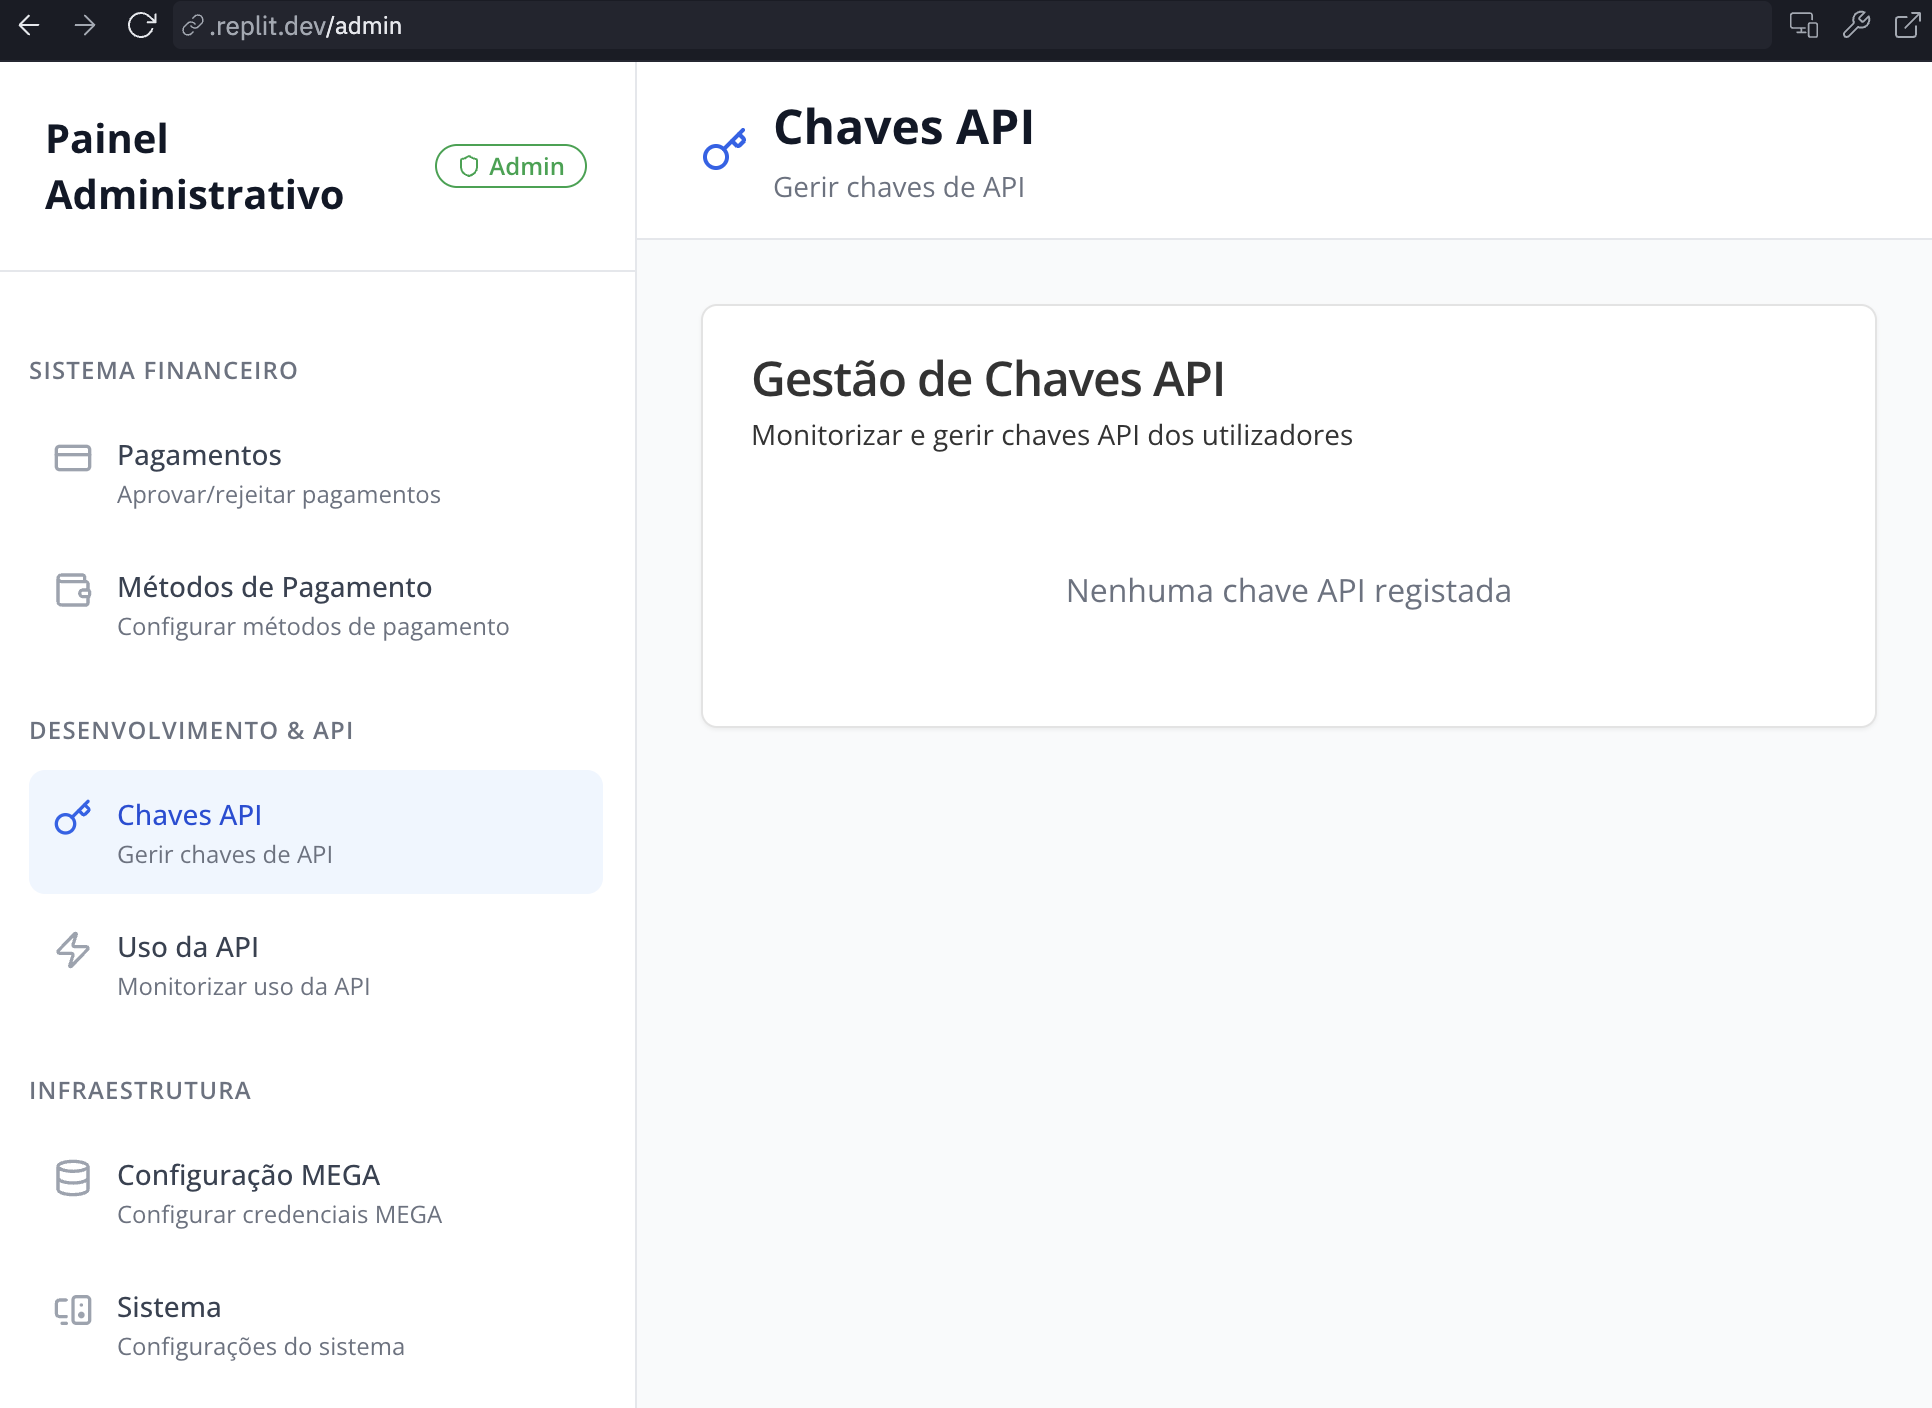 .replit.dev/admin
Painel
Administrativo
Admin
SISTEMA FINANCEIRO
Pagamentos
Aprovar/rejeitar pagamentos
Métodos de Pagamento
Configurar métodos de pagamento
DESENVOLVIMENTO & API
Chaves API
Gerir chaves de API
Uso da API
Monitorizar uso da API
INFRAESTRUTURA
Configuração MEGA
Configurar credenciais MEGA
Sistema
Configurações do sistema
Chaves API
Gerir chaves de API
Gestão de Chaves API
Monitorizar e gerir chaves API dos utilizadores
Nenhuma chave API registada